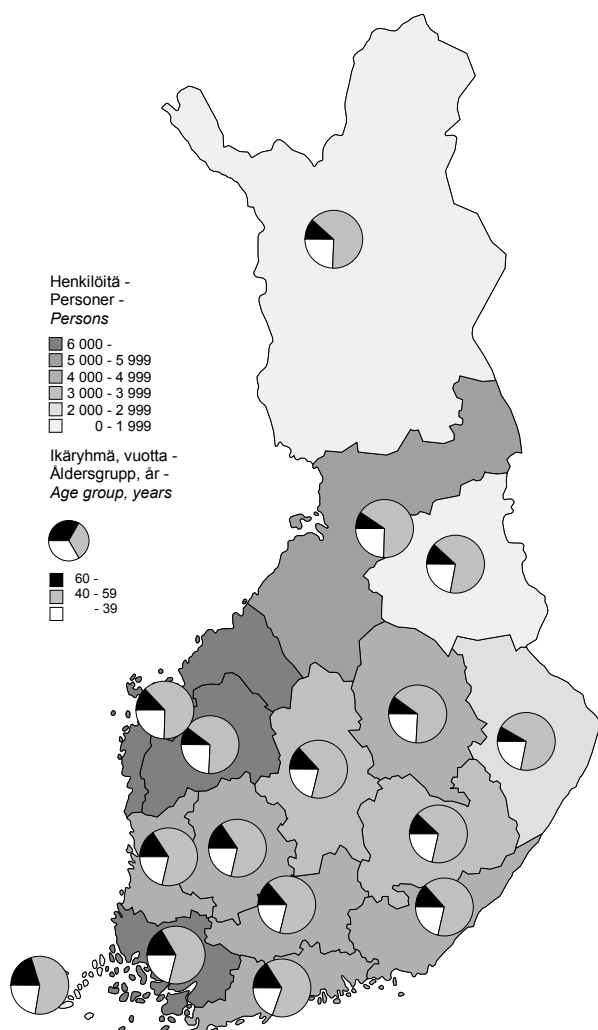 Henkilöitä -
Personer -
Persons
6 000 -
5 000 - 5 999
4 000 - 4 999
3 000 - 3 999
2 000 - 2 999
0 - 1 999
Ikäryhmä, vuotta -
Åldersgrupp, år -
Age group, years
60 -
40 - 59
- 39